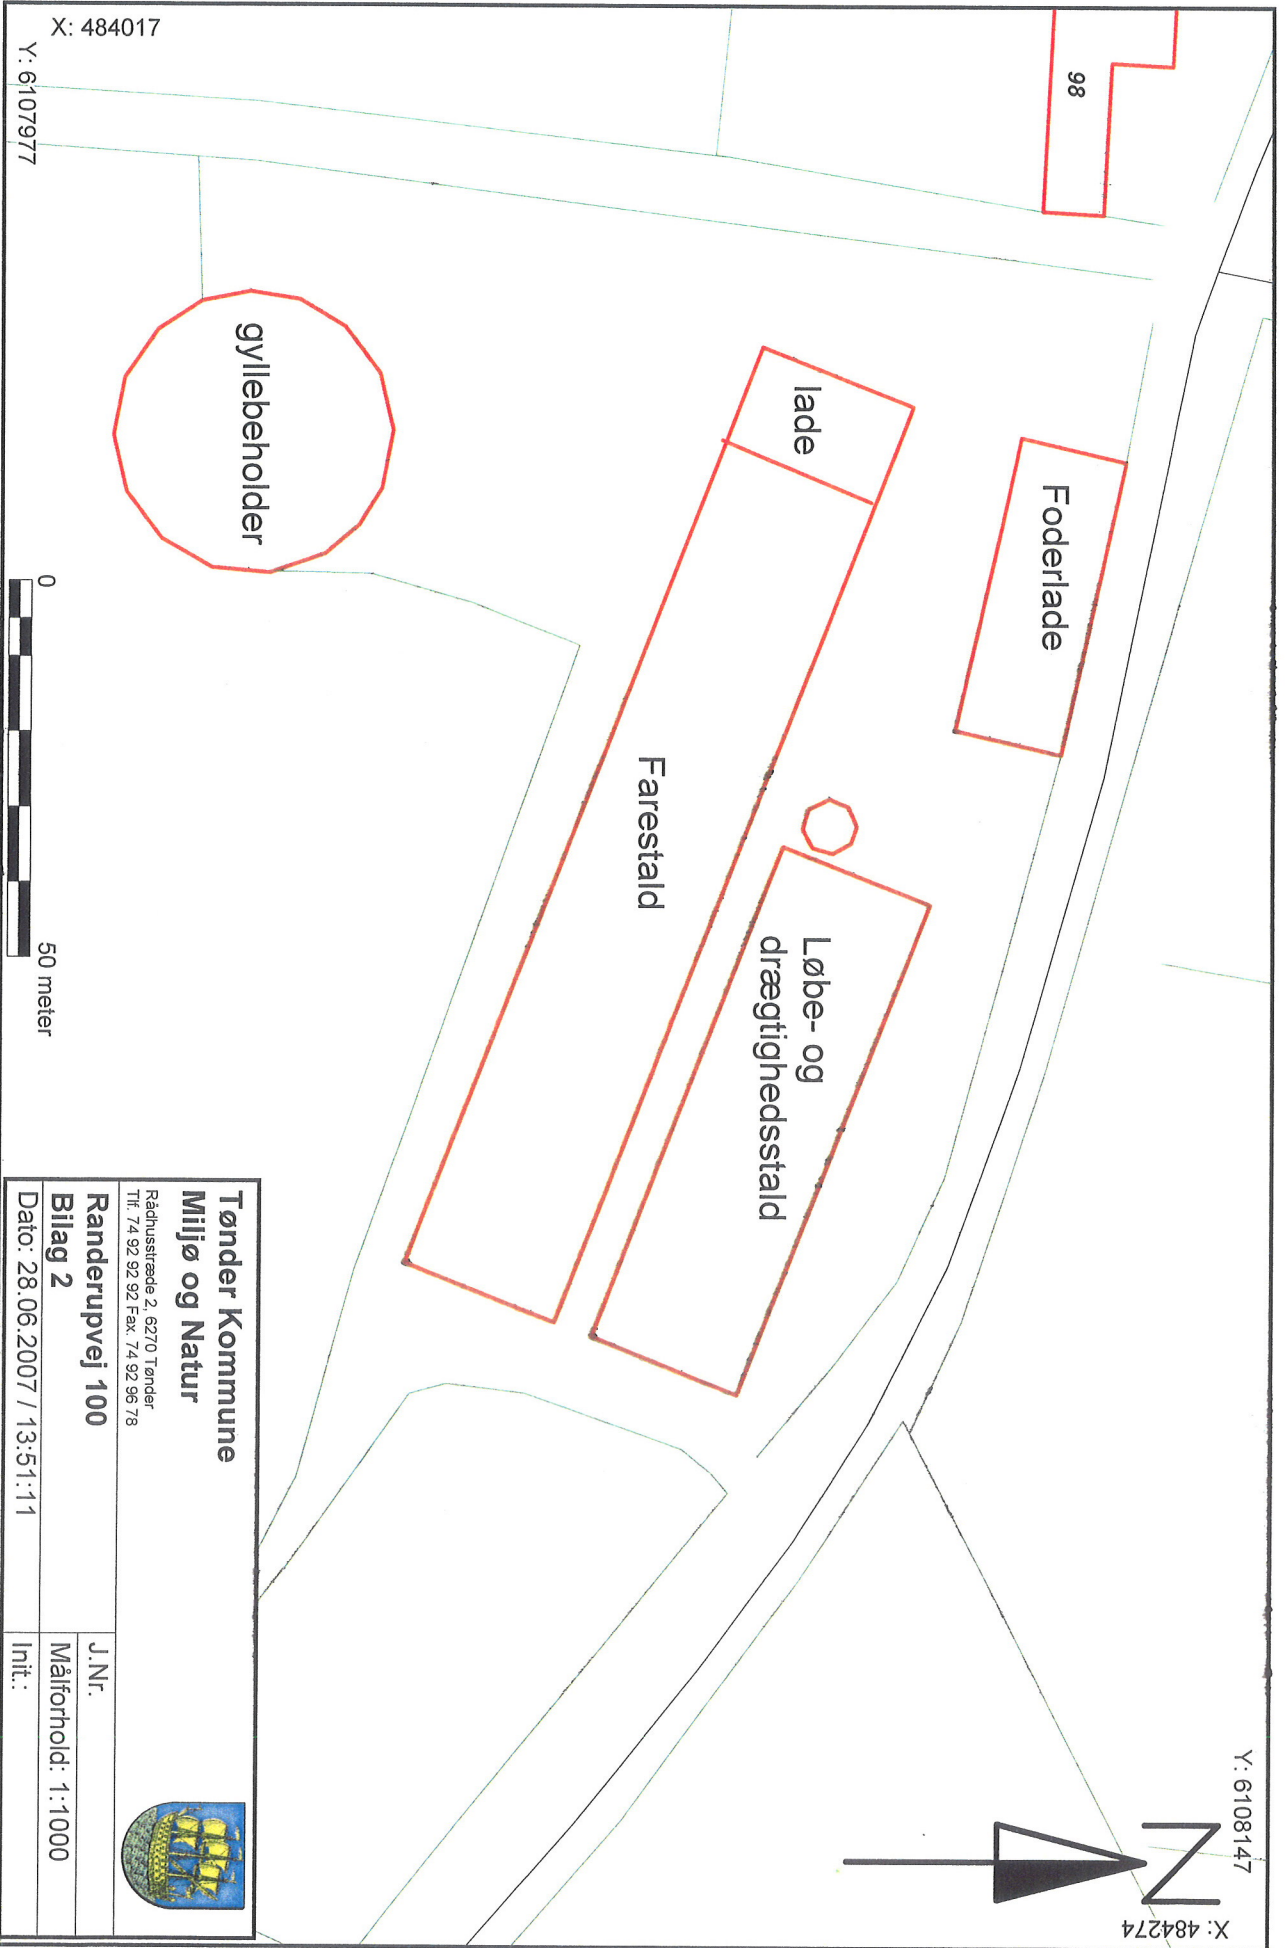 Y: 6108147
X: 484274
98
Foderlade
lade
Løbe- og
drægtighedsstald
Farestald
gyllebeholder
X: 484017
Y: 6107977
0
50 meter
N
Tønder Kommune
Miljø og Natur
Rådhusstræde 2, 6270 Tønder
Tlf. 74 92 92 92 Fax. 74 92 96 78
Randerupvej 100
J.Nr.
Bilag 2
Målforhold: 1:1000
Dato: 28.06.2007 / 13:51:11
Init.: